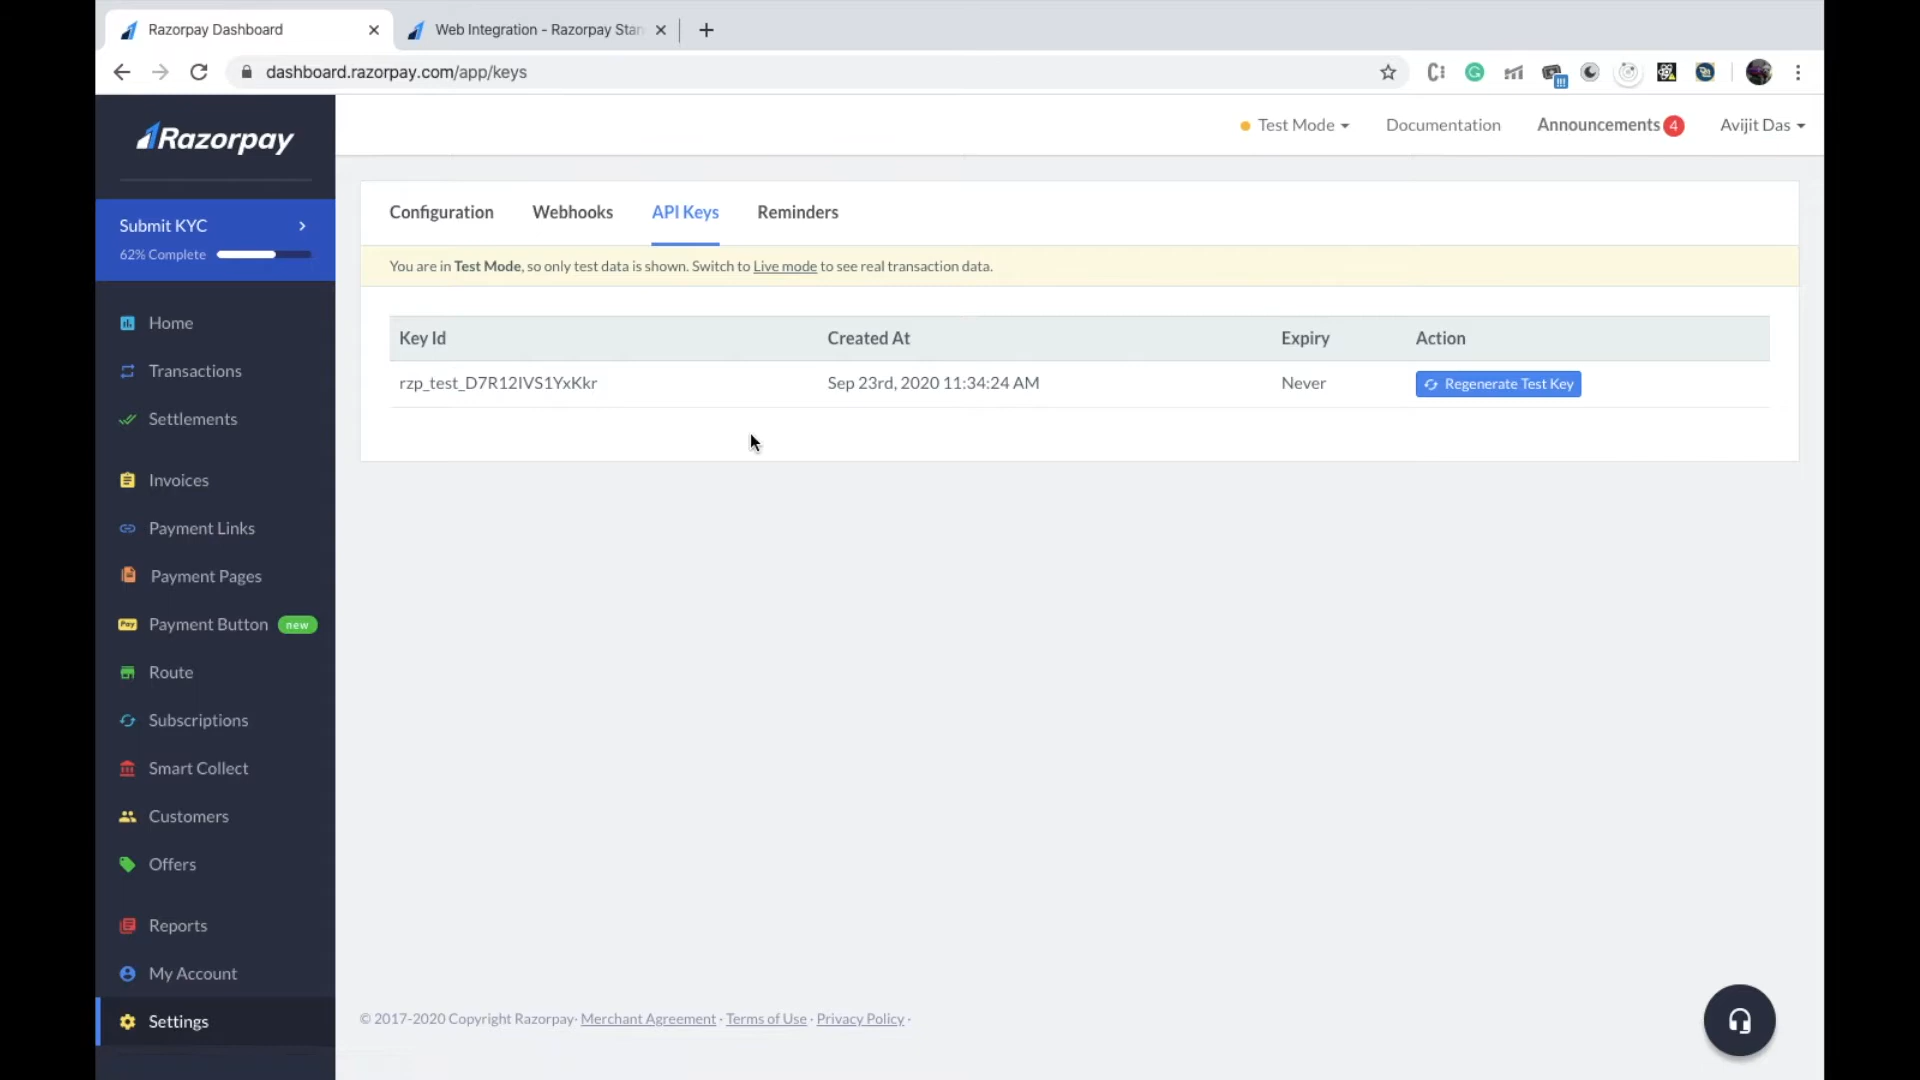 Razorpay Dashboard
Web Integration - Razorpay Stan
dashboard.razorpay.com/app/keys
Razorpay
Test Mode
Documentation
Announcements 4
Avijit Das
Submit KYC
62% Complete
Home
Transactions
Settlements
Invoices
Payment Links
Payment Pages
Pay
Payment Button new
Route
Subscriptions
Smart Collect
Customers
Offers
Reports
My Account
Settings
Configuration Webhooks API Keys Reminders
You are in Test Mode, so only test data is shown. Switch to Live mode to see real transaction data.
Key Id Created At Expiry Action
rzp_test_D7R12IVS1YxKkr Sep 23rd, 2020 11:34:24 AM Never Regenerate Test Key
© 2017-2020 Copyright Razorpay· Merchant Agreement · Terms of Use · Privacy Policy ·